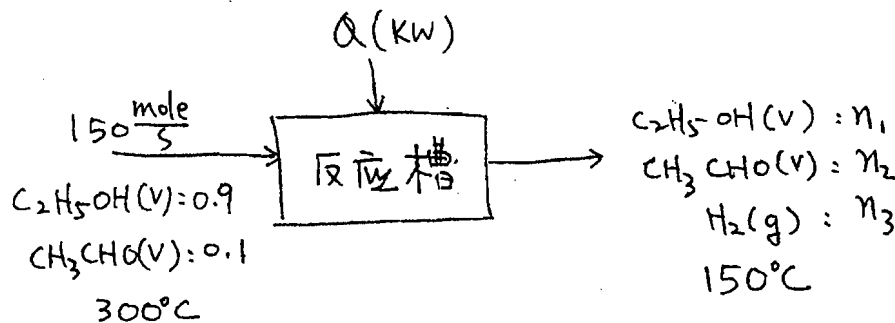 Q(KW)
150 mole/s
C₂H₅OH(V):0.9
CH₃CHO(V):0.1
300°C
反应槽
C₂H₅-OH(V):n₁
CH₃CHO(V):n₂
H₂(g):n₃
150°C